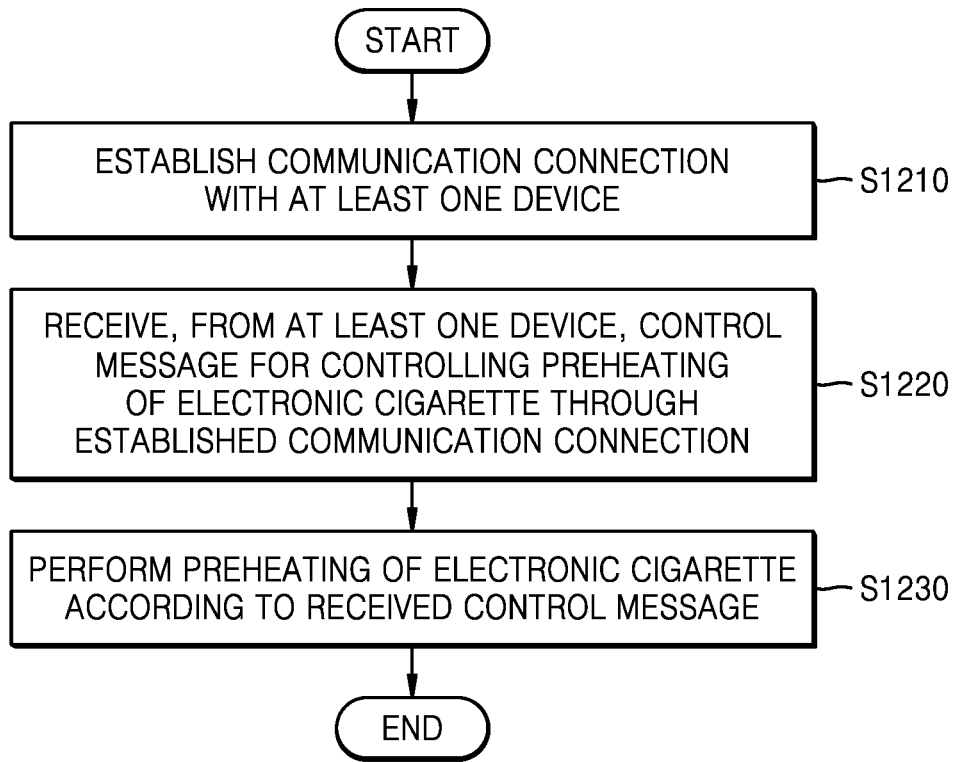 START
ESTABLISH COMMUNICATION CONNECTION
WITH AT LEAST ONE DEVICE
S1210
RECEIVE, FROM AT LEAST ONE DEVICE, CONTROL
MESSAGE FOR CONTROLLING PREHEATING
OF ELECTRONIC CIGARETTE THROUGH
ESTABLISHED COMMUNICATION CONNECTION
S1220
PERFORM PREHEATING OF ELECTRONIC CIGARETTE
ACCORDING TO RECEIVED CONTROL MESSAGE
S1230
END